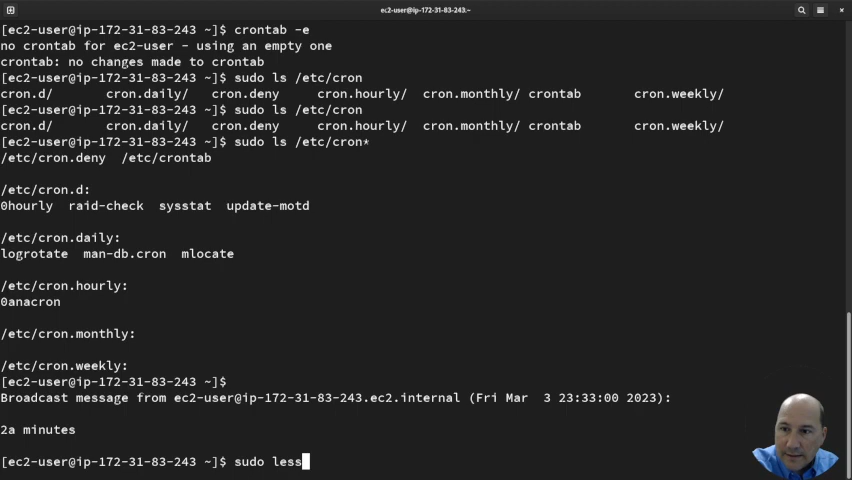 ec2-user@ip-172-31-83-243:~
[ec2-user@ip-172-31-83-243 ~]$ crontab -e
no crontab for ec2-user - using an empty one
crontab: no changes made to crontab
[ec2-user@ip-172-31-83-243 ~]$ sudo ls /etc/cron
cron.d/ cron.daily/ cron.deny cron.hourly/ cron.monthly/ crontab cron.weekly/
[ec2-user@ip-172-31-83-243 ~]$ sudo ls /etc/cron
cron.d/ cron.daily/ cron.deny cron.hourly/ cron.monthly/ crontab cron.weekly/
[ec2-user@ip-172-31-83-243 ~]$ sudo ls /etc/cron*
/etc/cron.deny /etc/crontab
/etc/cron.d:
0hourly raid-check sysstat update-motd
/etc/cron.daily:
logrotate man-db.cron mlocate
/etc/cron.hourly:
0anacron
/etc/cron.monthly:
/etc/cron.weekly:
[ec2-user@ip-172-31-83-243 ~]$
Broadcast message from ec2-user@ip-172-31-83-243.ec2.internal (Fri Mar 3 23:33:00 2023):
2a minutes
[ec2-user@ip-172-31-83-243 ~]$ sudo less